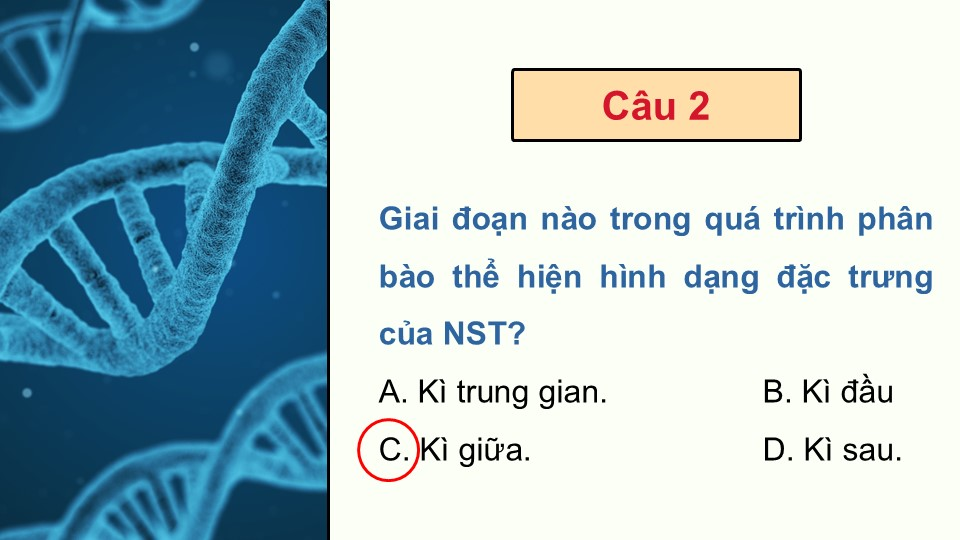 Câu 2
Giai đoạn nào trong quá trình phân
bào thể hiện hình dạng đặc trưng
của NST?
A. Kì trung gian. B. Kì đầu
C. Kì giữa. D. Kì sau.